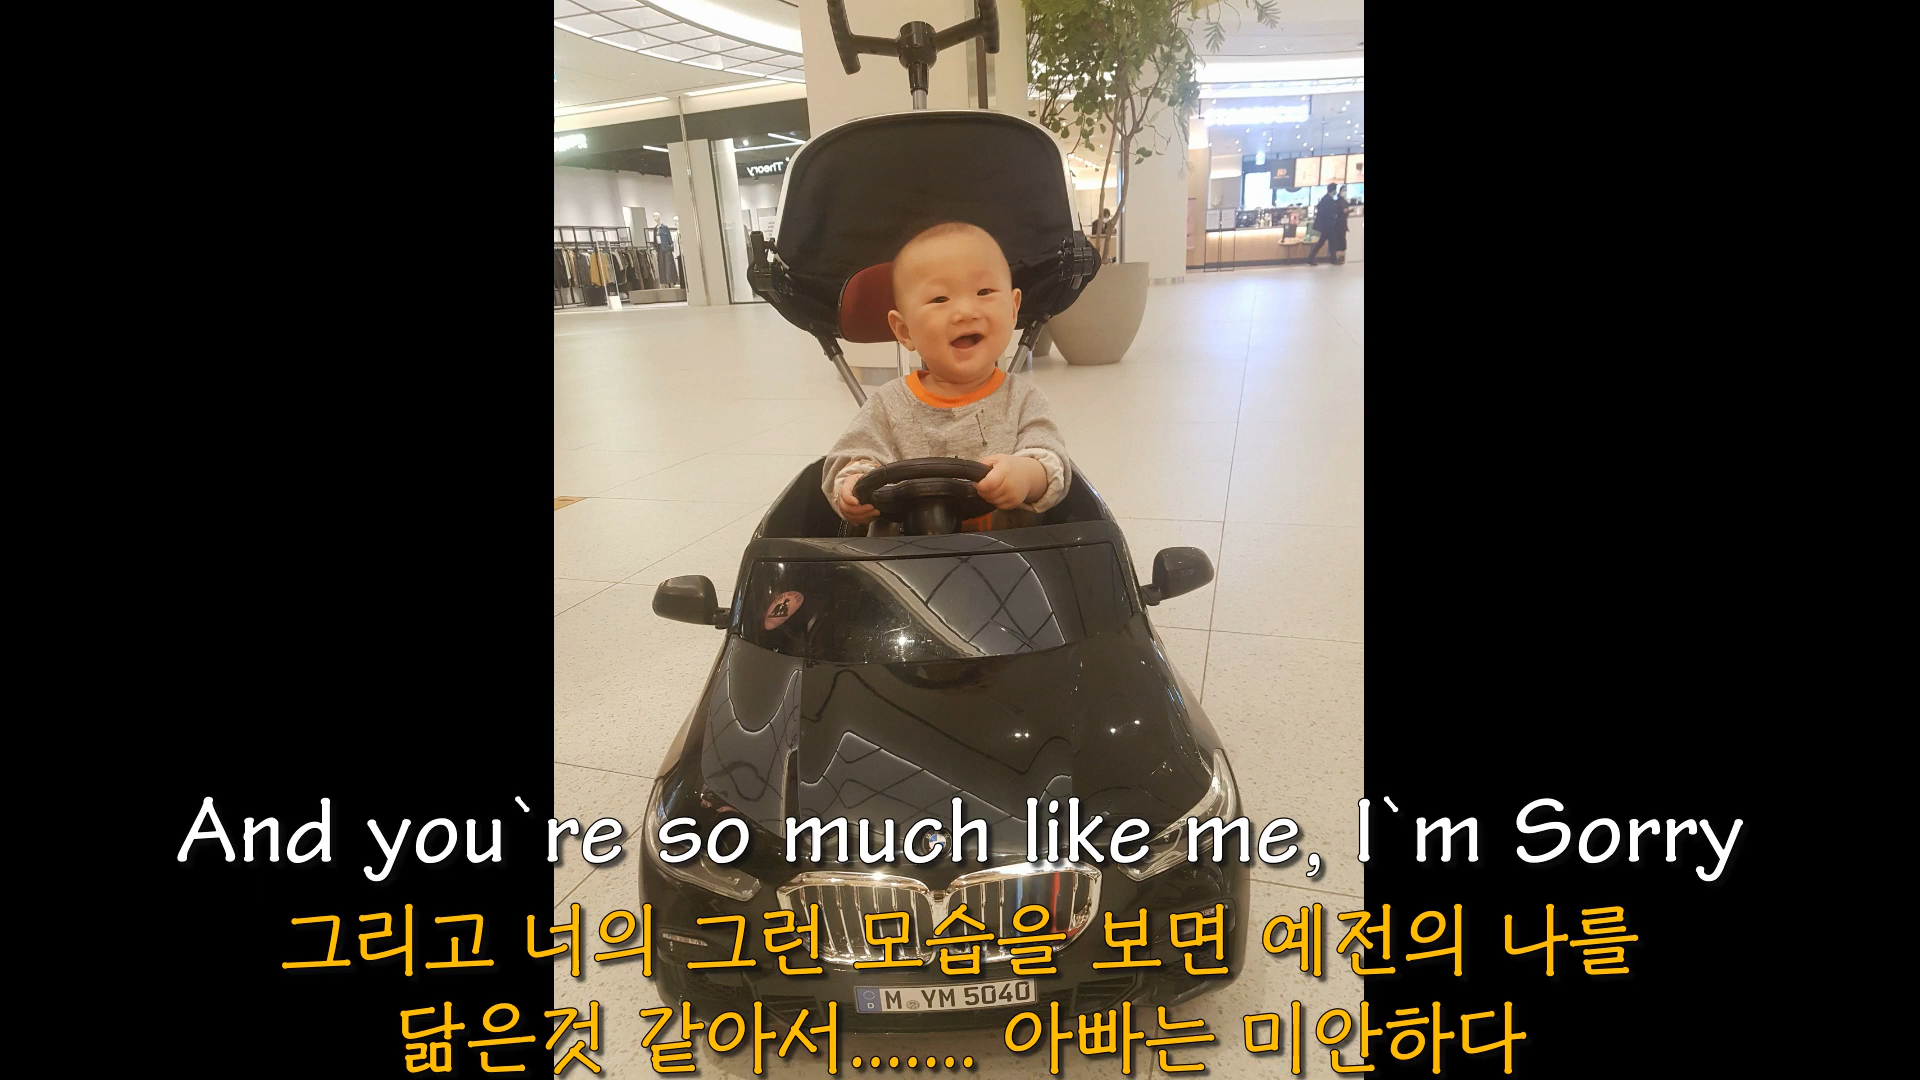 Theory
And you`re so much like me, I`m Sorry
그리고 너의 그런 모습을 보면 예전의 나를
닮은것 같아서....... 아빠는 미안하다
D M YM 5040